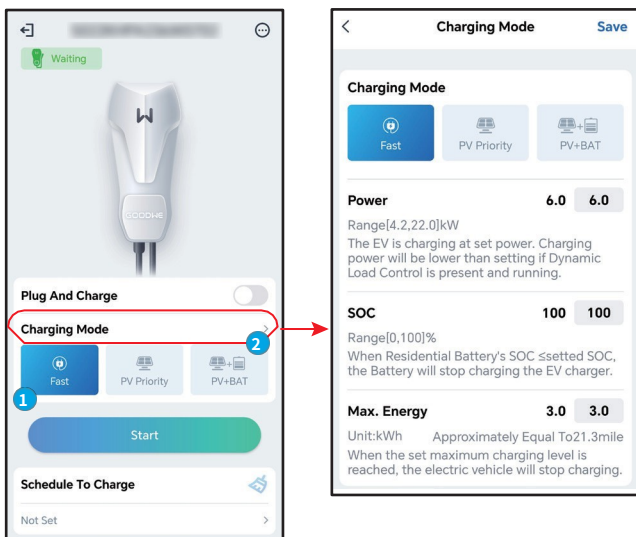 Waiting
GOODWE
Plug And Charge
Charging Mode
2
Fast
PV Priority
PV+BAT
1
Start
Schedule To Charge
Not Set
Charging Mode
Save
Charging Mode
Fast
PV Priority
PV+BAT
Power 6.0 6.0
Range[4.2,22.0]kW
The EV is charging at set power. Charging
power will be lower than setting if Dynamic
Load Control is present and running.
SOC 100 100
Range[0,100]%
When Residential Battery's SOC ≤setted SOC,
the Battery will stop charging the EV charger.
Max. Energy 3.0 3.0
Unit:kWh Approximately Equal To21.3mile
When the set maximum charging level is
reached, the electric vehicle will stop charging.